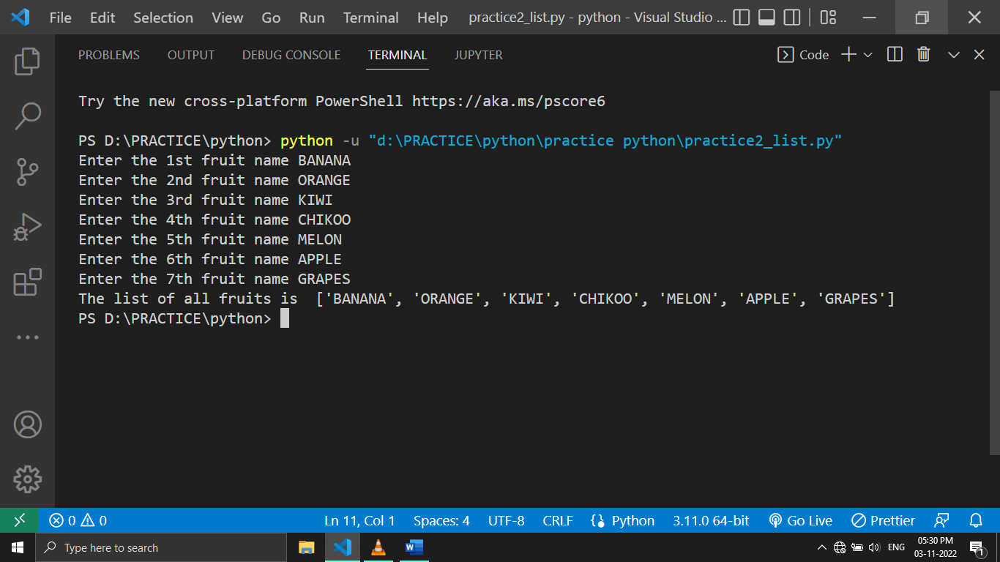 File Edit Selection View Go Run Terminal Help practice2_list.py - python - Visual Studio ...
PROBLEMS OUTPUT DEBUG CONSOLE TERMINAL JUPYTER Code
Try the new cross-platform PowerShell https://aka.ms/pscore6
PS D:\PRACTICE\python> python -u "d:\PRACTICE\python\practice python\practice2_list.py"
Enter the 1st fruit name BANANA
Enter the 2nd fruit name ORANGE
Enter the 3rd fruit name KIWI
Enter the 4th fruit name CHIKOO
Enter the 5th fruit name MELON
Enter the 6th fruit name APPLE
Enter the 7th fruit name GRAPES
The list of all fruits is  ['BANANA', 'ORANGE', 'KIWI', 'CHIKOO', 'MELON', 'APPLE', 'GRAPES']
PS D:\PRACTICE\python>
0 0 Ln 11, Col 1 Spaces: 4 UTF-8 CRLF Python 3.11.0 64-bit Go Live Prettier
Type here to search ENG 05:30 PM
03-11-2022 1